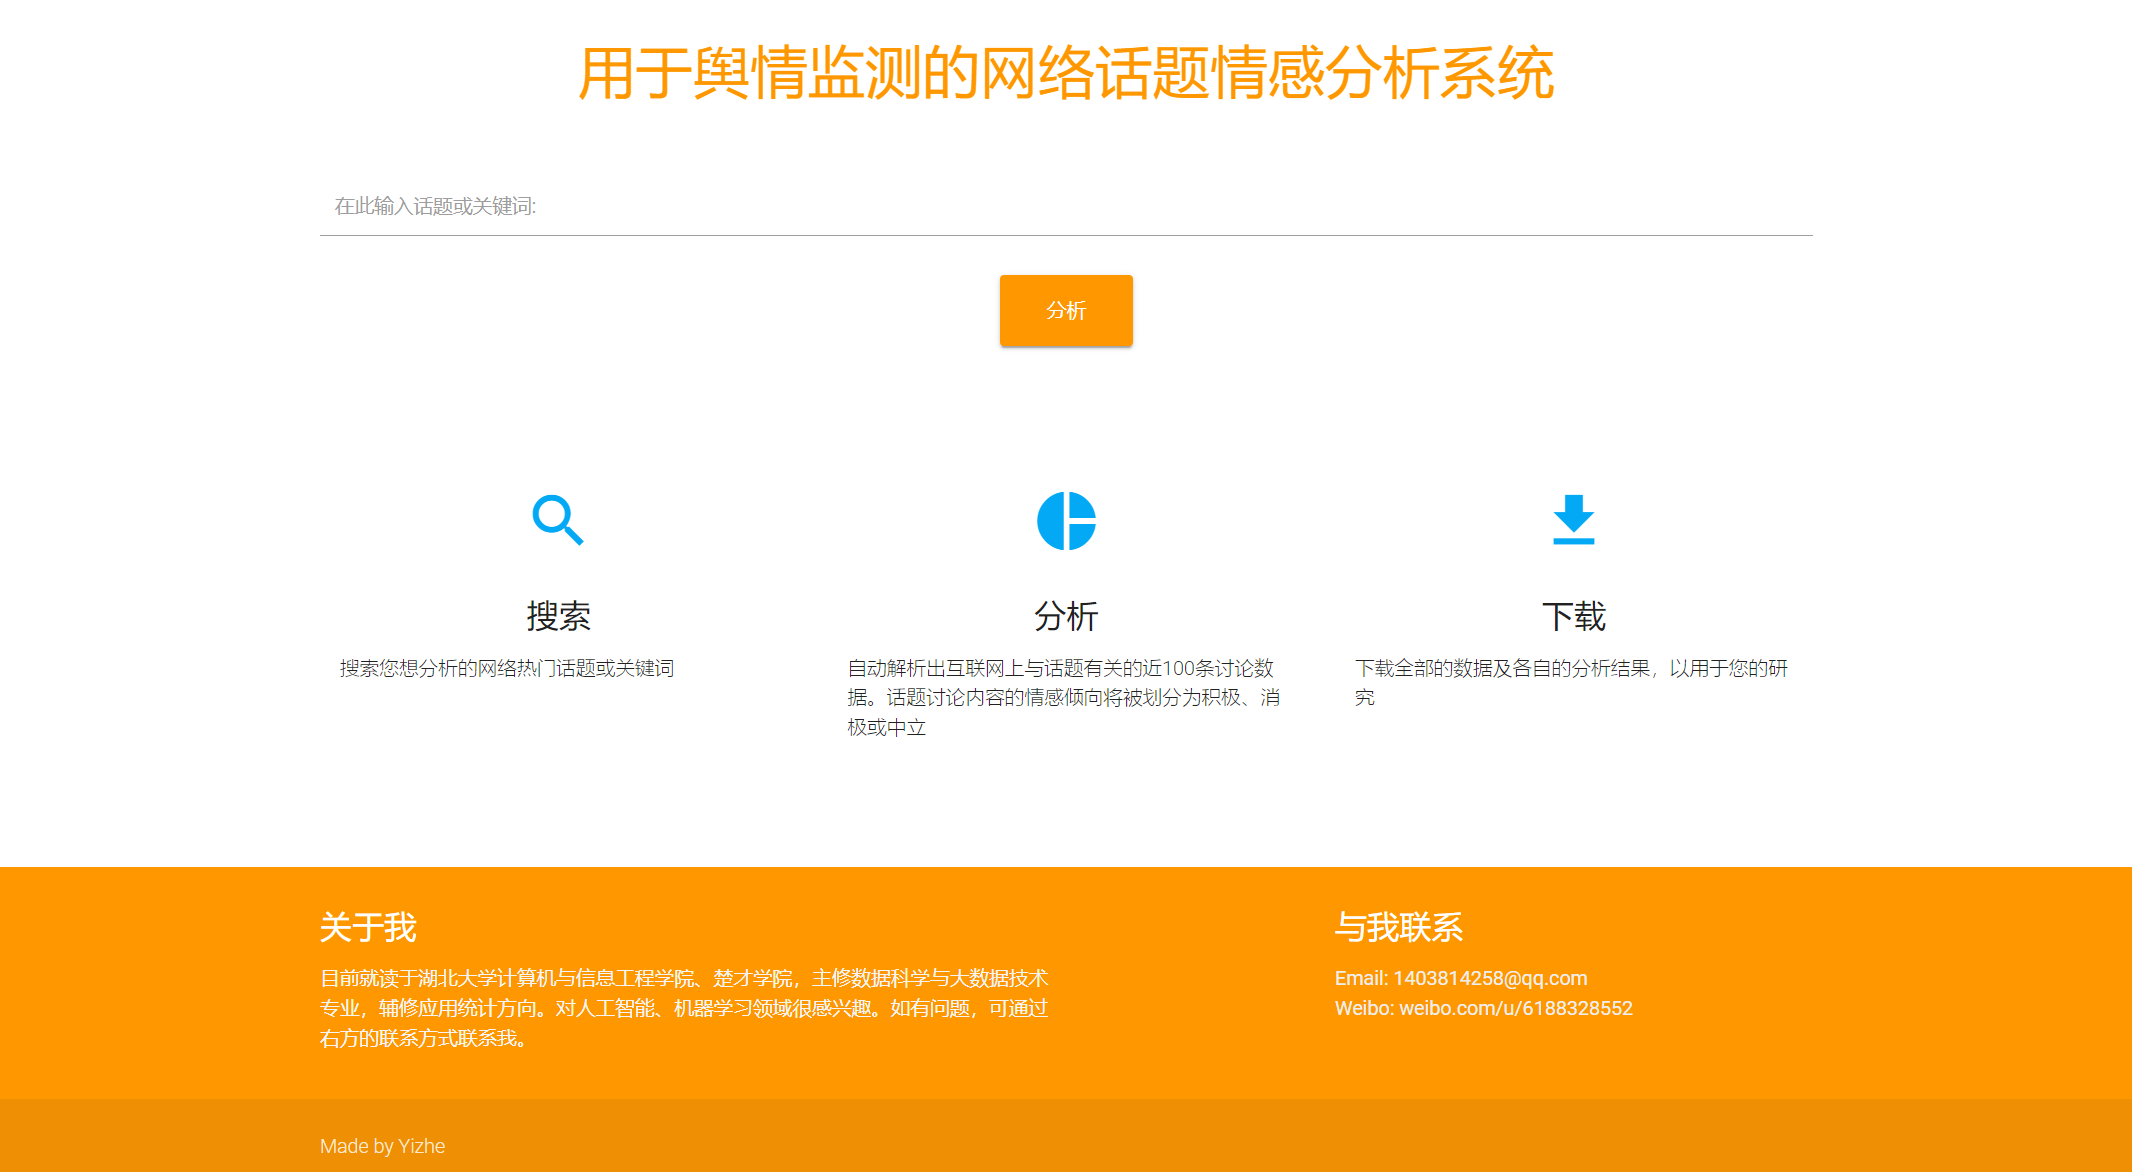 用于舆情监测的网络话题情感分析系统
在此输入话题或关键词:
分析
搜索
搜索您想分析的网络热门话题或关键词
分析
自动解析出互联网上与话题有关的近100条讨论数
据。话题讨论内容的情感倾向将被划分为积极、消
极或中立
下载
下载全部的数据及各自的分析结果，以用于您的研
究
关于我
目前就读于湖北大学计算机与信息工程学院、楚才学院，主修数据科学与大数据技术
专业，辅修应用统计方向。对人工智能、机器学习领域很感兴趣。如有问题，可通过
右方的联系方式联系我。
与我联系
Email: 1403814258@qq.com
Weibo: weibo.com/u/6188328552
Made by Yizhe